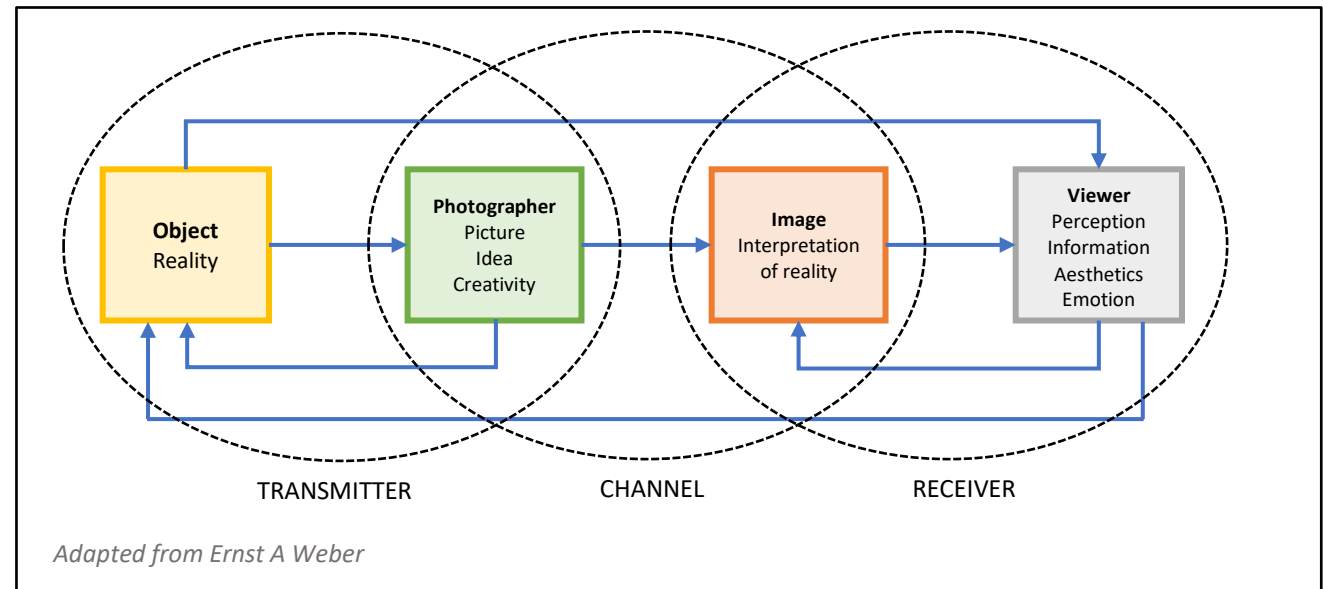 Object
Reality
Photographer
Picture
Idea
Creativity
Image
Interpretation
of reality
Viewer
Perception
Information
Aesthetics
Emotion
TRANSMITTER
CHANNEL
RECEIVER
Adapted from Ernst A Weber